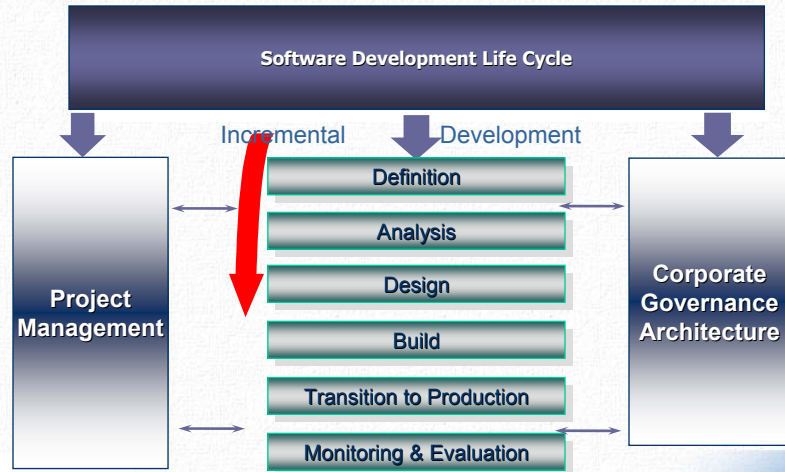 Software Development Life Cycle
Incremental Development
Definition
Analysis
Design
Build
Transition to Production
Monitoring & Evaluation
Project
Management
Corporate
Governance
Architecture